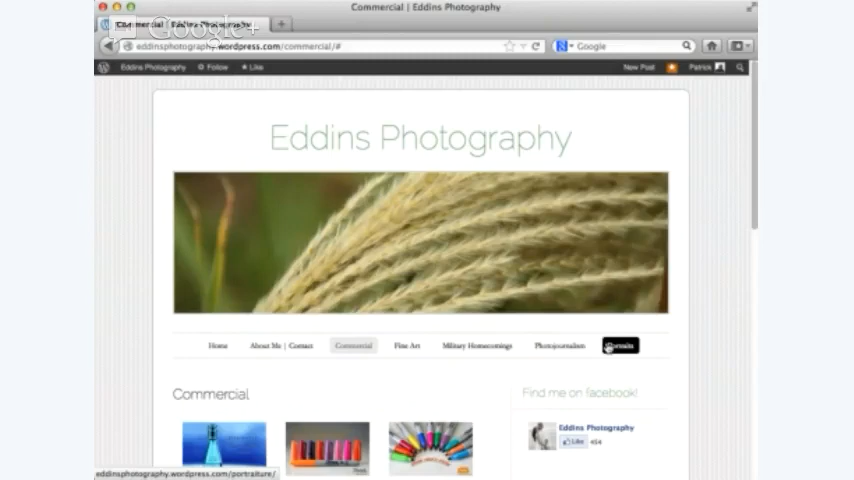 Commercial | Eddins Photography
Commercial | Eddins Photography
Google+
eddinsphotography.wordpress.com/commercial/#
Google
Eddins Photography Follow Like New Post Patrick
Eddins Photography
Home About Me | Contact Commercial Fine Art Military Homecomings Photojournalism Portraits
Commercial
Find me on facebook!
Eddins Photography
Like 454
eddinsphotography.wordpress.com/portraiture/